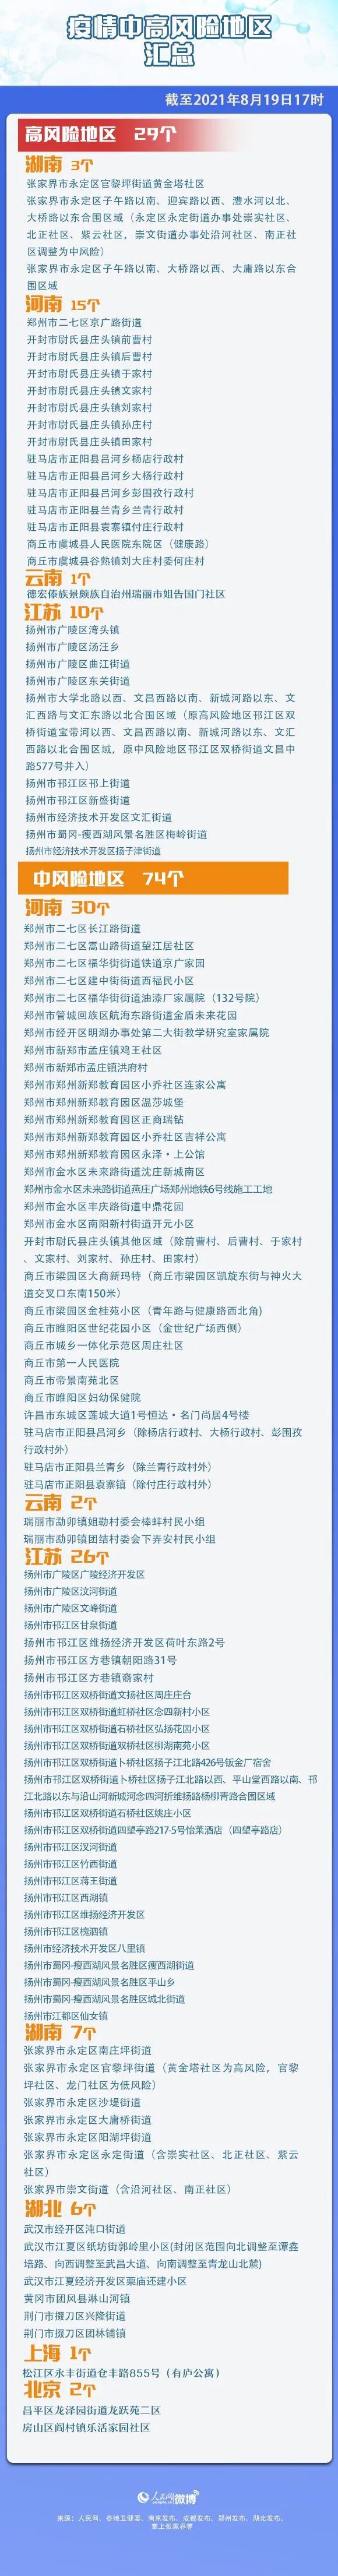 疫情中高风险地区
汇总
截至2021年8月19日17时
高风险地区 29个
湖南 3个
张家界市永定区官黎坪街道黄金塔社区
张家界市永定区子午路以南、迎宾路以西、澧水河以北、
大桥路以东合围区域（永定区永定街道办事处崇实社区、
北正社区、紫云社区，崇文街道办事处沿河社区、南正社
区调整为中风险）
张家界市永定区子午路以南、大桥路以西、大庸路以东合
围区域
河南 15个
郑州市二七区京广路街道
开封市尉氏县庄头镇前曹村
开封市尉氏县庄头镇后曹村
开封市尉氏县庄头镇于家村
开封市尉氏县庄头镇文家村
开封市尉氏县庄头镇刘家村
开封市尉氏县庄头镇孙庄村
开封市尉氏县庄头镇田家村
驻马店市正阳县吕河乡杨店行政村
驻马店市正阳县吕河乡大杨行政村
驻马店市正阳县吕河乡彭围孜行政村
驻马店市正阳县兰青乡兰青行政村
驻马店市正阳县袁寨镇付庄行政村
商丘市虞城县人民医院东院区（健康路）
商丘市虞城县谷熟镇刘大庄村委何庄村
云南 1个
德宏傣族景颇族自治州瑞丽市姐告国门社区
江苏 10个
扬州市广陵区湾头镇
扬州市广陵区汤汪乡
扬州市广陵区曲江街道
扬州市广陵区东关街道
扬州市大学北路以西、文昌西路以南、新城河路以东、文
汇西路与文汇东路以北合围区域（原高风险地区邗江区双
桥街道宝带河以西、文昌西路以南、新城河路以东、文汇
西路以北合围区域，原中风险地区邗江区双桥街道文昌中
路577号并入）
扬州市邗江区邗上街道
扬州市邗江区新盛街道
扬州市经济技术开发区文汇街道
扬州市蜀冈-瘦西湖风景名胜区梅岭街道
扬州市经济技术开发区扬子津街道
中风险地区 74个
河南 30个
郑州市二七区长江路街道
郑州市二七区嵩山路街道望江居社区
郑州市二七区福华街街道铁道京广家园
郑州市二七区建中街街道西福民小区
郑州市二七区福华街街道油漆厂家属院（132号院）
郑州市管城回族区航海东路街道金盾未来花园
郑州市经开区明湖办事处第二大街教学研究室家属院
郑州市新郑市孟庄镇鸡王社区
郑州市新郑市孟庄镇洪府村
郑州市郑州新郑教育园区小乔社区连家公寓
郑州市郑州新郑教育园区温莎城堡
郑州市郑州新郑教育园区正商瑞钻
郑州市郑州新郑教育园区小乔社区吉祥公寓
郑州市郑州新郑教育园区永泽·上公馆
郑州市金水区未来路街道沈庄新城南区
郑州市金水区未来路街道燕庄广场郑州地铁6号线施工工地
郑州市金水区丰庆路街道中鼎花园
郑州市金水区南阳新村街道开元小区
开封市尉氏县庄头镇其他区域（除前曹村、后曹村、于家村
、文家村、刘家村、孙庄村、田家村）
商丘市梁园区大商新玛特（商丘市梁园区凯旋东街与神火大
道交叉口东南150米）
商丘市梁园区金桂苑小区（青年路与健康路西北角)
商丘市睢阳区世纪花园小区（金世纪广场西侧）
商丘市城乡一体化示范区周庄社区
商丘市第一人民医院
商丘市帝景南苑北区
商丘市睢阳区妇幼保健院
许昌市东城区莲城大道1号恒达·名门尚居4号楼
驻马店市正阳县吕河乡（除杨店行政村、大杨行政村、彭围孜
行政村外）
驻马店市正阳县兰青乡（除兰青行政村外）
驻马店市正阳县袁寨镇（除付庄行政村外）
云南 2个
瑞丽市勐卯镇姐勒村委会棒蚌村民小组
瑞丽市勐卯镇团结村委会下弄安村民小组
江苏 26个
扬州市广陵区广陵经济开发区
扬州市广陵区汶河街道
扬州市广陵区文峰街道
扬州市邗江区甘泉街道
扬州市邗江区维扬经济开发区荷叶东路2号
扬州市邗江区方巷镇朝阳路31号
扬州市邗江区方巷镇裔家村
扬州市邗江区双桥街道文扬社区周庄庄台
扬州市邗江区双桥街道虹桥社区念四新村小区
扬州市邗江区双桥街道石桥社区弘扬花园小区
扬州市邗江区双桥街道双桥社区柳湖南苑小区
扬州市邗江区双桥街道卜桥社区扬子江北路426号钣金厂宿舍
扬州市邗江区双桥街道卜桥社区扬子江北路以西、平山堂西路以南、邗
江北路以东与沿山河新城河念四河折维扬路杨柳青路合围区域
扬州市邗江区双桥街道石桥社区姚庄小区
扬州市邗江区双桥街道四望亭路217-5号怡莱酒店（四望亭路店）
扬州市邗江区汊河街道
扬州市邗江区竹西街道
扬州市邗江区蒋王街道
扬州市邗江区西湖镇
扬州市邗江区维扬经济开发区
扬州市邗江区槐泗镇
扬州市经济技术开发区八里镇
扬州市蜀冈-瘦西湖风景名胜区瘦西湖街道
扬州市蜀冈-瘦西湖风景名胜区平山乡
扬州市蜀冈-瘦西湖风景名胜区城北街道
扬州市江都区仙女镇
湖南 7个
张家界市永定区南庄坪街道
张家界市永定区官黎坪街道（黄金塔社区为高风险，官黎
坪社区、龙门社区为低风险）
张家界市永定区沙堤街道
张家界市永定区大庸桥街道
张家界市永定区阳湖坪街道
张家界市永定区永定街道（含崇实社区、北正社区、紫云
社区）
张家界市崇文街道（含沿河社区、南正社区）
湖北 6个
武汉市经开区沌口街道
武汉市江夏区纸坊街郭岭里小区(封闭区范围向北调整至谭鑫
培路、向西调整至武昌大道、向南调整至青龙山北麓)
武汉市江夏经济开发区栗庙还建小区
黄冈市团风县淋山河镇
荆门市掇刀区兴隆街道
荆门市掇刀区团林铺镇
上海 1个
松江区永丰街道仓丰路855号（有庐公寓）
北京 2个
昌平区龙泽园街道龙跃苑二区
房山区阎村镇乐活家园社区
人民网微博
来源：人民网、各地卫健委、南京发布、成都发布、郑州发布、湖北发布、
掌上张家界等